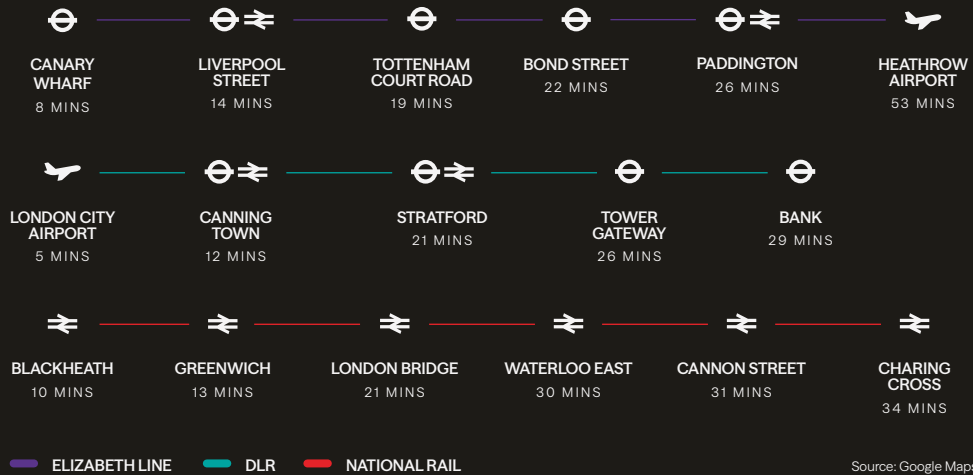 CANARY
WHARF
8 MINS
LIVERPOOL
STREET
14 MINS
TOTTENHAM
COURT ROAD
19 MINS
BOND STREET
22 MINS
PADDINGTON
26 MINS
HEATHROW
AIRPORT
53 MINS
LONDON CITY
AIRPORT
5 MINS
CANNING
TOWN
12 MINS
STRATFORD
21 MINS
TOWER
GATEWAY
26 MINS
BANK
29 MINS
BLACKHEATH
10 MINS
GREENWICH
13 MINS
LONDON BRIDGE
21 MINS
WATERLOO EAST
30 MINS
CANNON STREET
31 MINS
CHARING
CROSS
34 MINS
ELIZABETH LINE
DLR
NATIONAL RAIL
Source: Google Maps